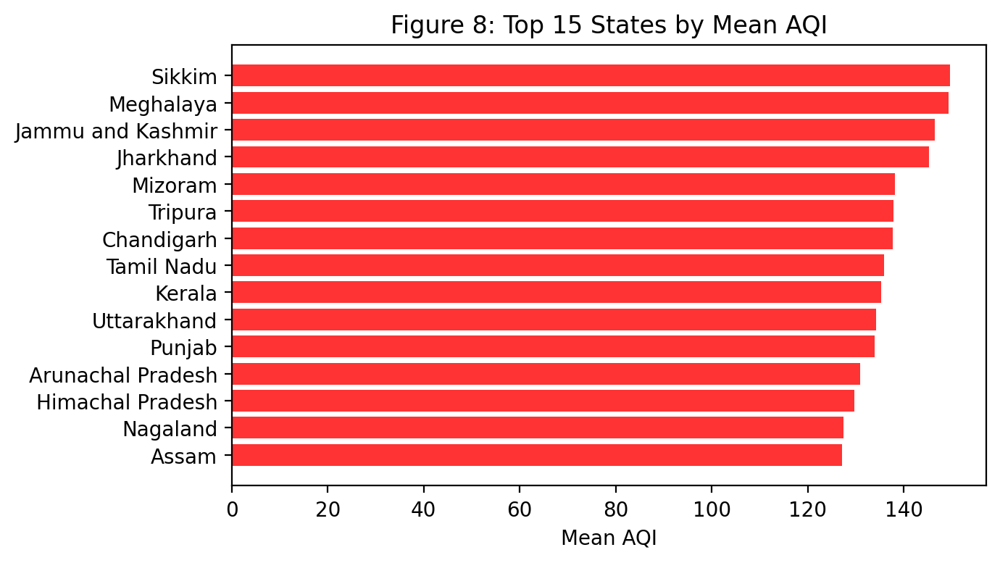 Figure 8: Top 15 States by Mean AQI
Sikkim
Meghalaya
Jammu and Kashmir
Jharkhand
Mizoram
Tripura
Chandigarh
Tamil Nadu
Kerala
Uttarakhand
Punjab
Arunachal Pradesh
Himachal Pradesh
Nagaland
Assam
0 20 40 60 80 100 120 140
Mean AQI